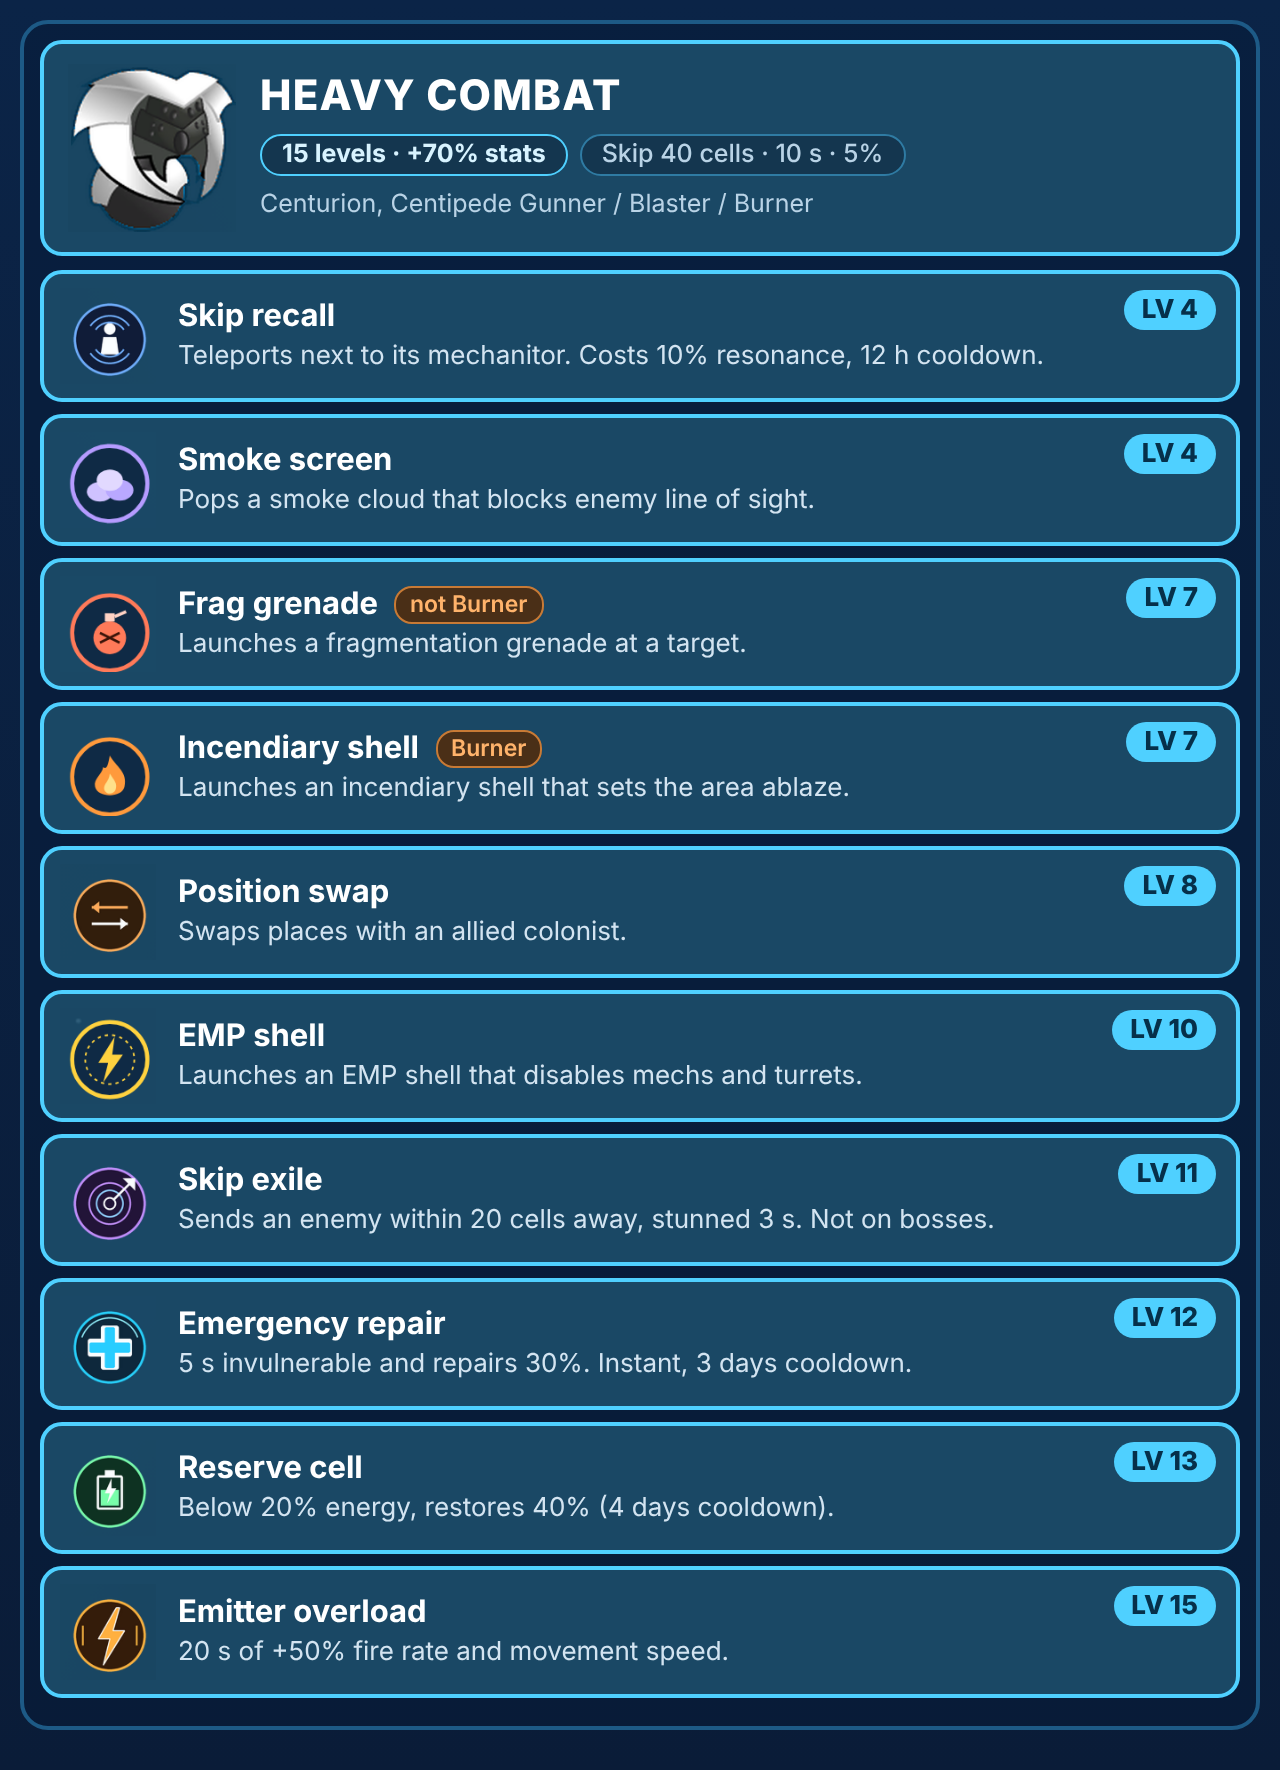 HEAVY COMBAT
15 levels · +70% stats
Skip 40 cells · 10 s · 5%
Centurion, Centipede Gunner / Blaster / Burner
Skip recall
LV 4
Teleports next to its mechanitor. Costs 10% resonance, 12 h cooldown.
Smoke screen
LV 4
Pops a smoke cloud that blocks enemy line of sight.
Frag grenade
not Burner
LV 7
Launches a fragmentation grenade at a target.
Incendiary shell
Burner
LV 7
Launches an incendiary shell that sets the area ablaze.
Position swap
LV 8
Swaps places with an allied colonist.
EMP shell
LV 10
Launches an EMP shell that disables mechs and turrets.
Skip exile
LV 11
Sends an enemy within 20 cells away, stunned 3 s. Not on bosses.
Emergency repair
LV 12
5 s invulnerable and repairs 30%. Instant, 3 days cooldown.
Reserve cell
LV 13
Below 20% energy, restores 40% (4 days cooldown).
Emitter overload
LV 15
20 s of +50% fire rate and movement speed.